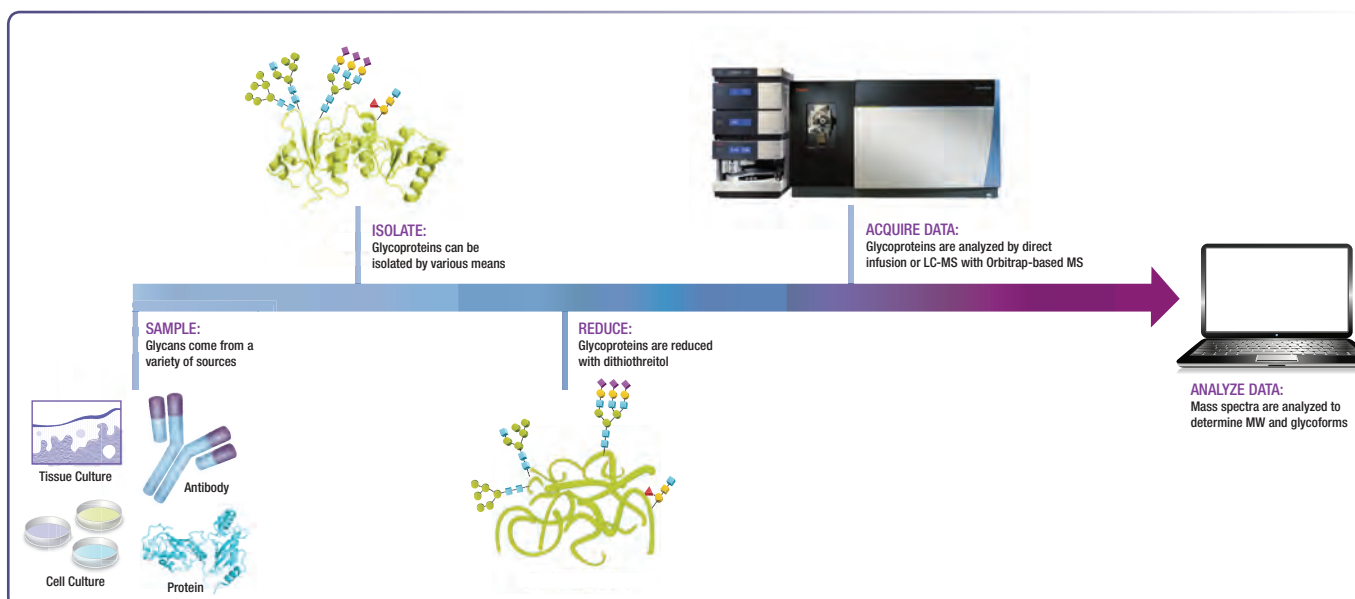 ISOLATE:
Glycoproteins can be
isolated by various means
ACQUIRE DATA:
Glycoproteins are analyzed by direct
infusion or LC-MS with Orbitrap-based MS
SAMPLE:
Glycans come from a
variety of sources
REDUCE:
Glycoproteins are reduced
with dithiothreitol
ANALYZE DATA:
Mass spectra are analyzed to
determine MW and glycoforms
Tissue Culture
Antibody
Cell Culture
Protein